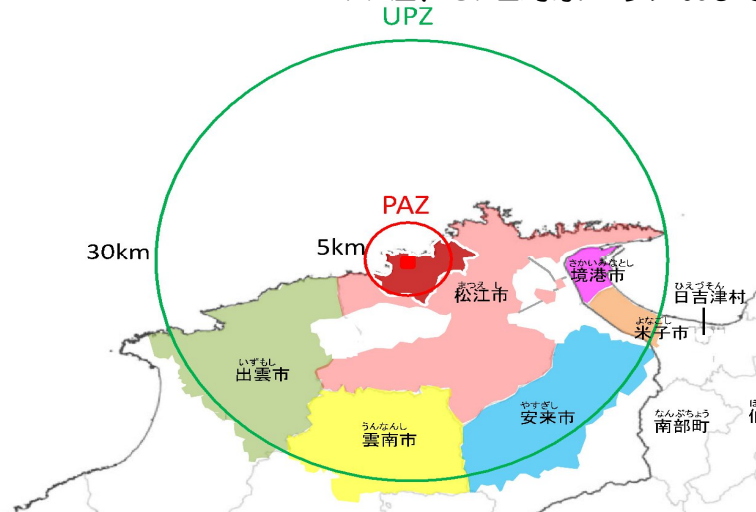 UPZ
PAZ
30km
5km
さかいみなとし
境港市
まつえ し
松江市
ひえづそん
日吉津村
よなごし
米子市
いずもし
出雲市
やすぎし
安来市
なんぶちょう
南部町
うんなんし
雲南市